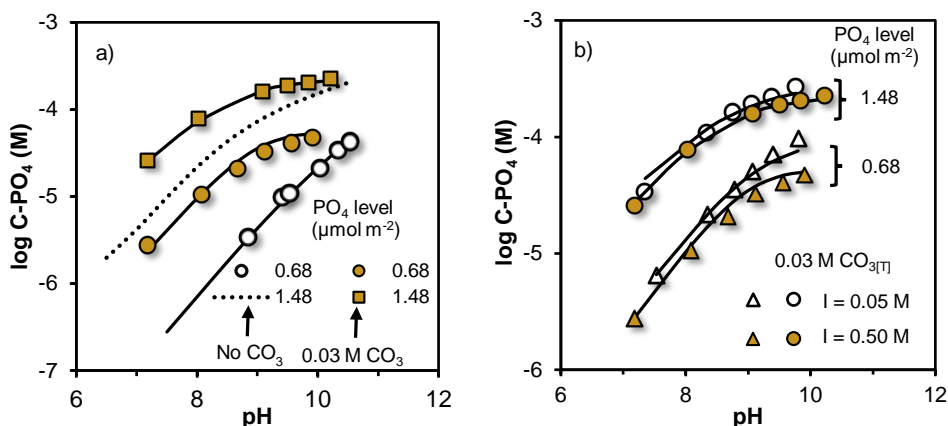 a)
-3
-4
-5
-6
-7
log C-PO4 (M)
6
8
10
12
pH
PO4 level
(µmol m-2)
0.68
0.68
1.48
1.48
No CO3
0.03 M CO3
b)
-3
-4
-5
-6
log C-PO4 (M)
6
8
10
12
pH
PO4 level
(µmol m-2)
1.48
0.68
0.03 M CO3[T]
I = 0.05 M
I = 0.50 M